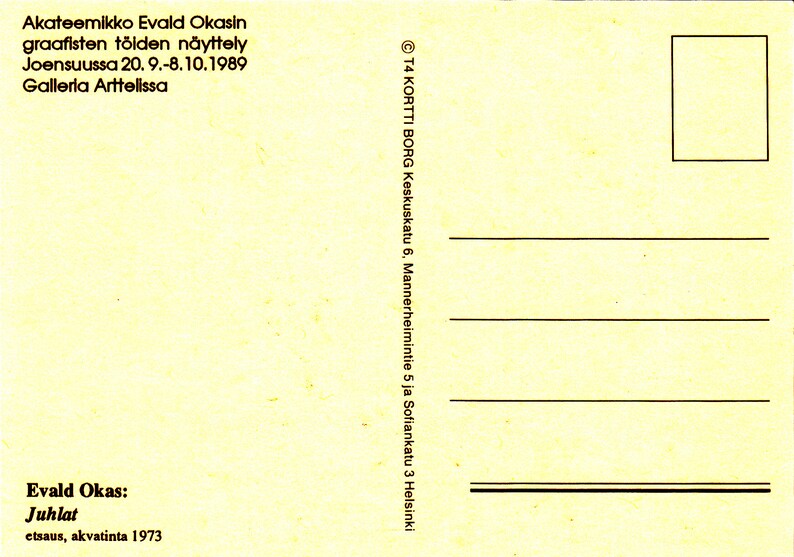 Akateemikko Evald Okasin
graafisten töiden näyttely
Joensuussa 20. 9.-8.10.1989
Galleria Arttelissa
© T4 KORTTI BORG Keskuskatu 6, Mannerheimintie 5 ja Sofiankatu 3 Helsinki
Evald Okas:
Juhlat
etsaus, akvatinta 1973